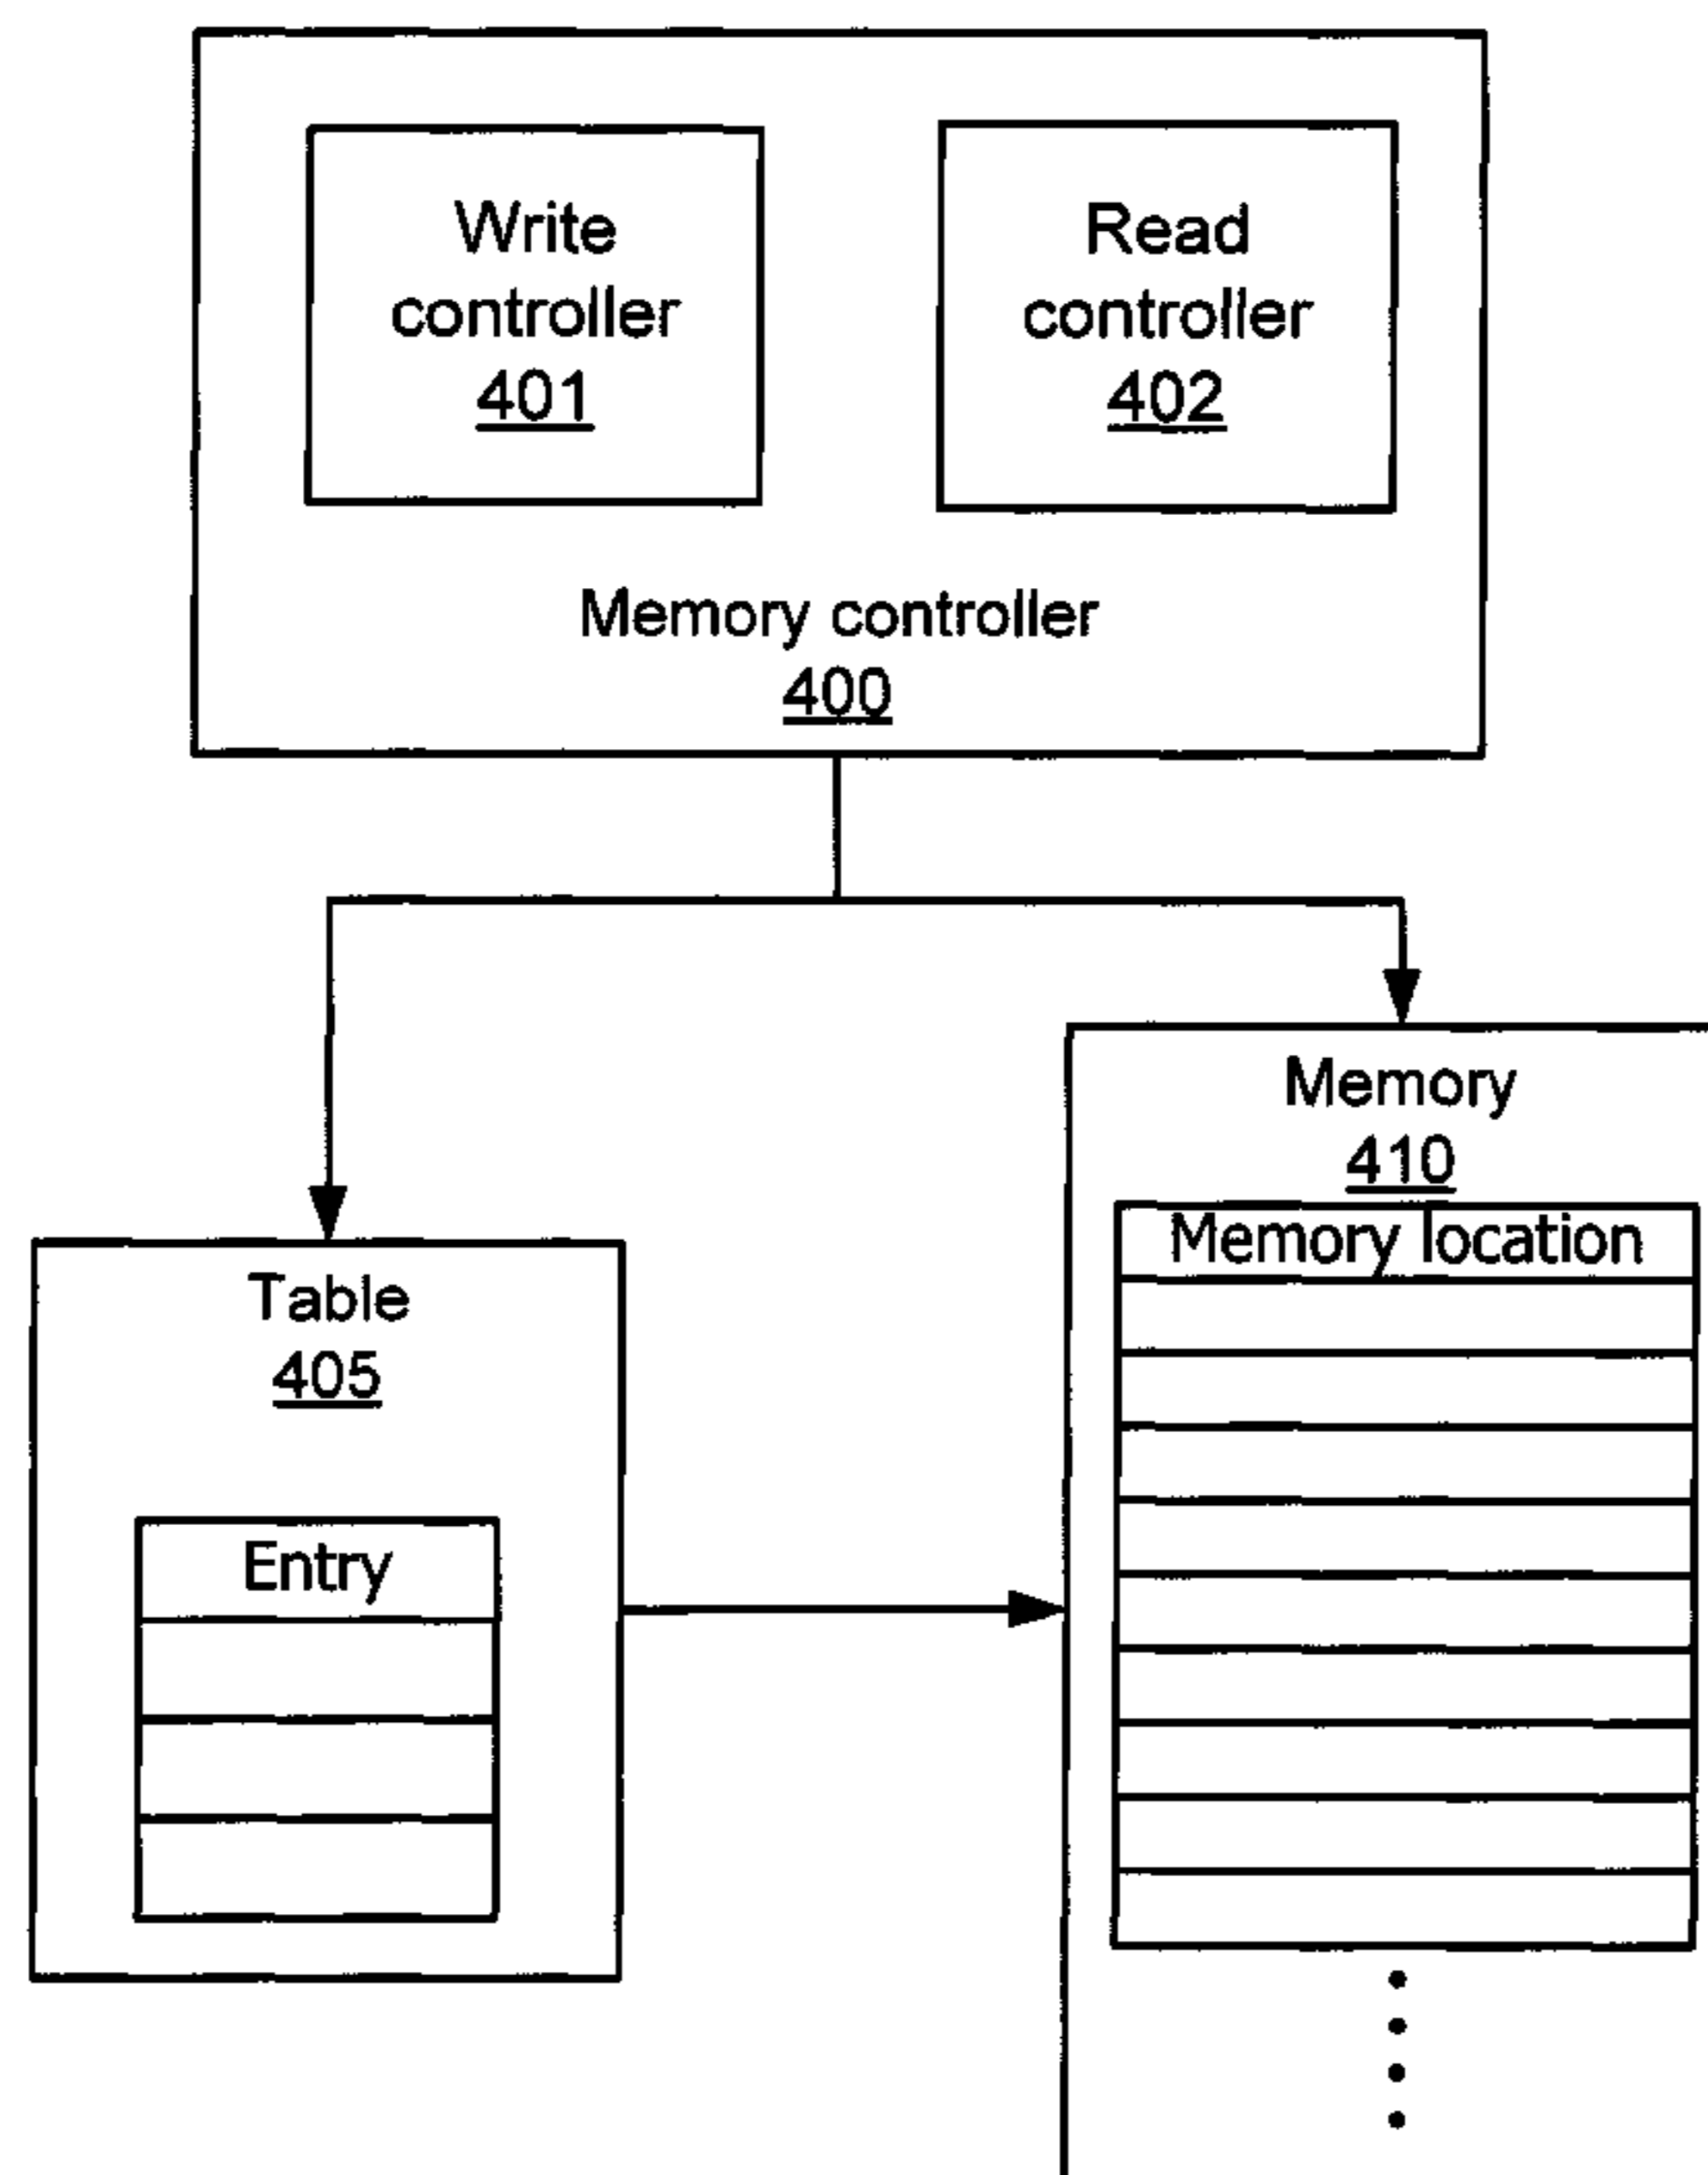 Write
controller
401
Read
controller
402
Memory controller
400
Memory
410
Memory location
Table
405
Entry